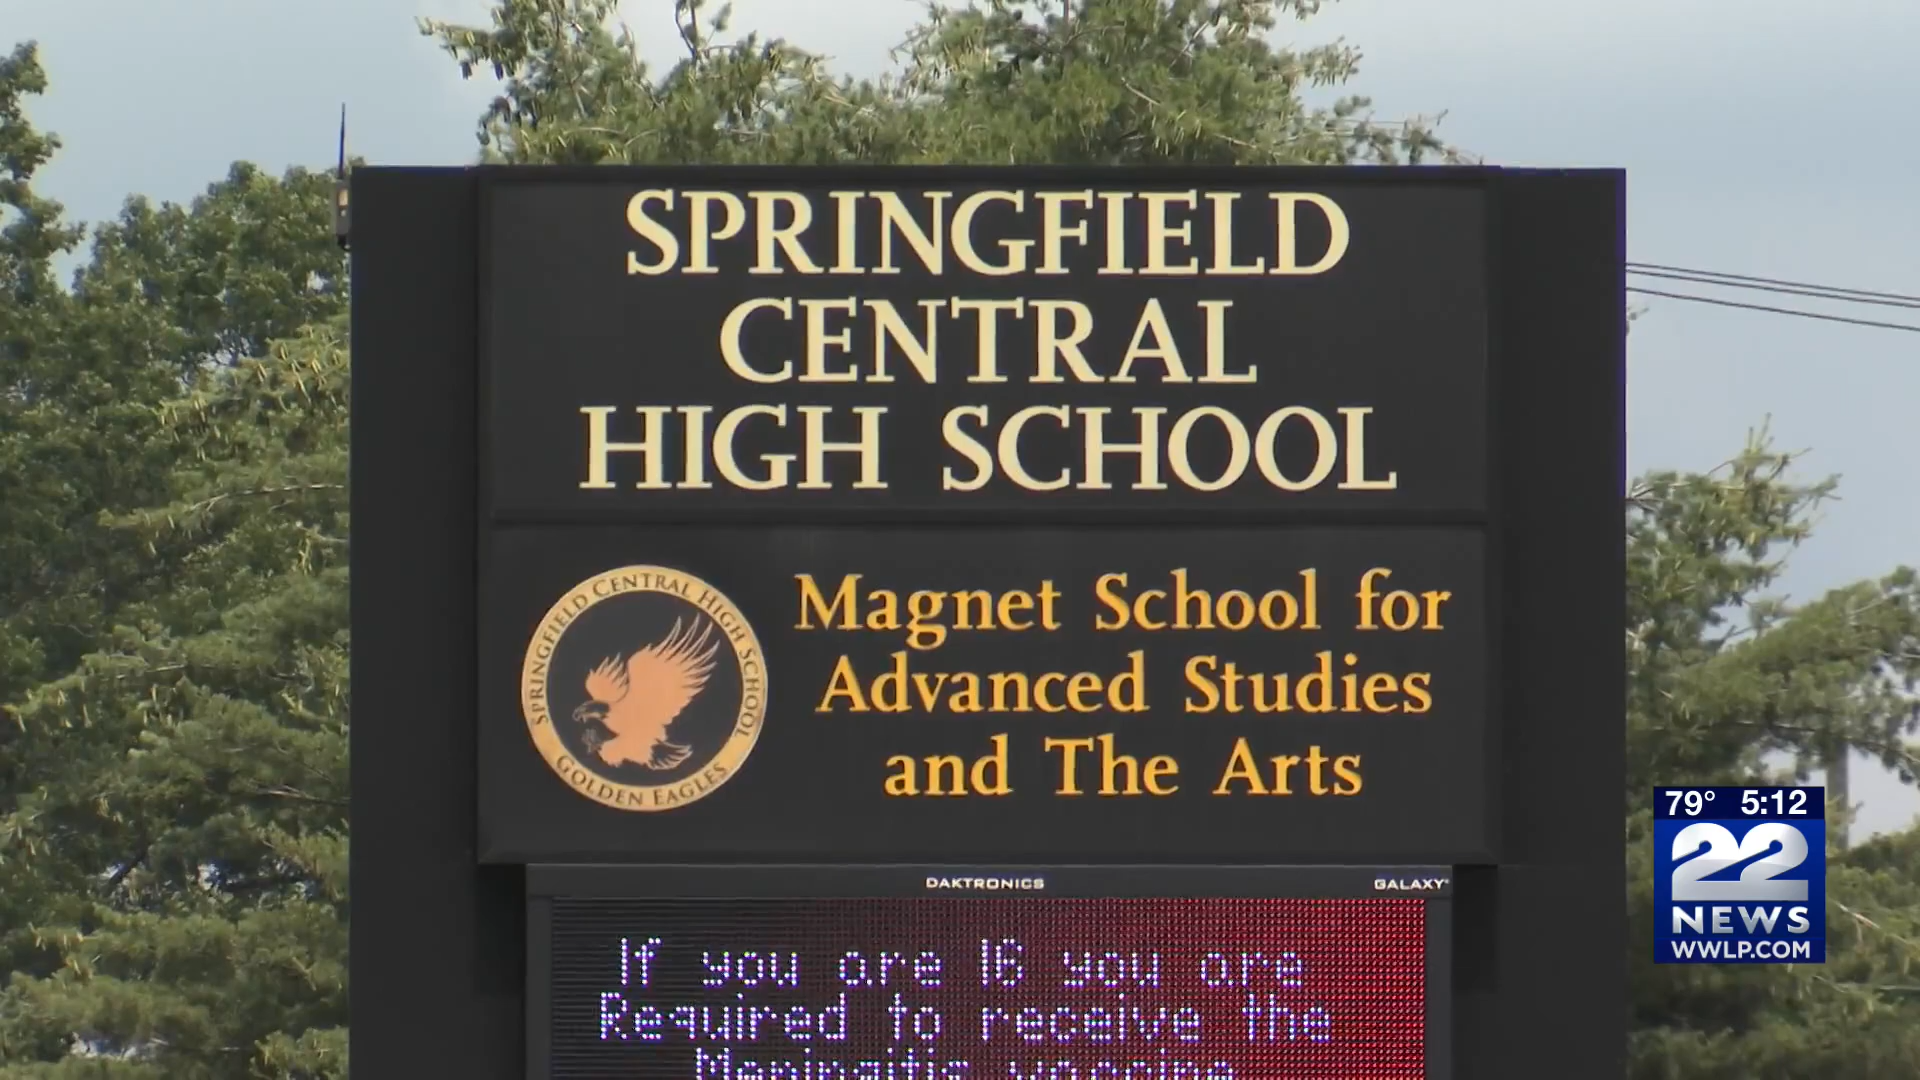 SPRINGFIELD
CENTRAL
HIGH SCHOOL
SPRINGFIELD CENTRAL HIGH SCHOOL
GOLDEN EAGLES
Magnet School for
Advanced Studies
and The Arts
DAKTRONICS GALAXY
If you are 16 you are
Required to receive the
Meningitis vaccine
79° 5:12
22
NEWS
WWLP.COM